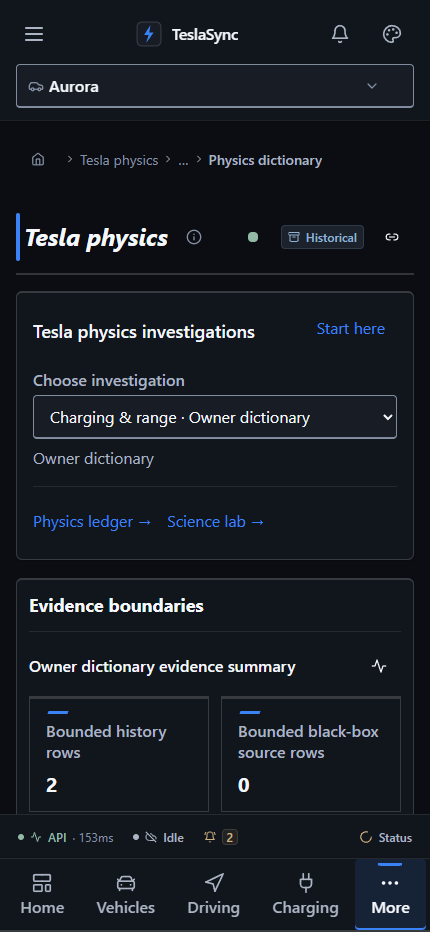 TeslaSync
Aurora
Tesla physics
...
Physics dictionary
Tesla physics
Historical
Tesla physics investigations
Start here
Choose investigation
Charging & range · Owner dictionary
Owner dictionary
Physics ledger →
Science lab →
Evidence boundaries
Owner dictionary evidence summary
Bounded history
rows
2
Bounded black-box
source rows
0
API · 153ms
Idle
2
Status
Home
Vehicles
Driving
Charging
More